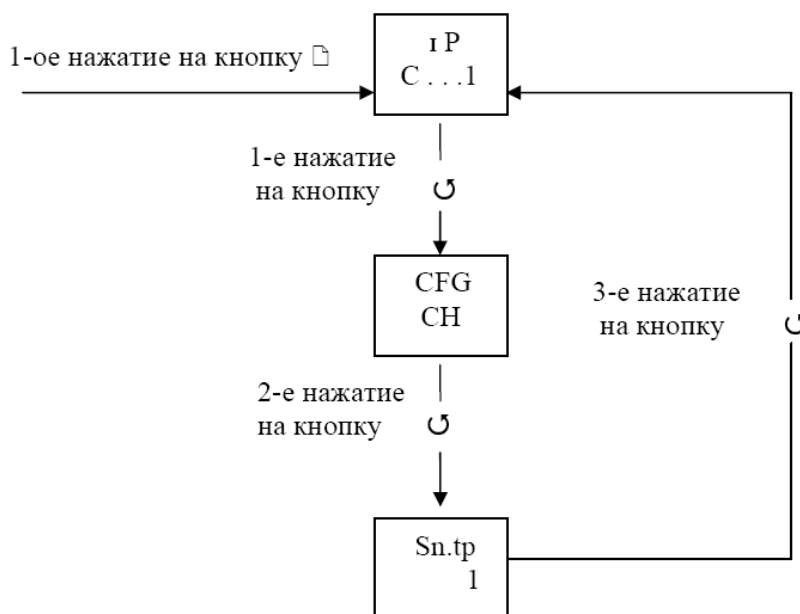 1-ое нажатие на кнопку
ı P
C . . .1
1-е нажатие
на кнопку
CFG
CH
3-е нажатие
на кнопку
2-е нажатие
на кнопку
Sn.tp
1